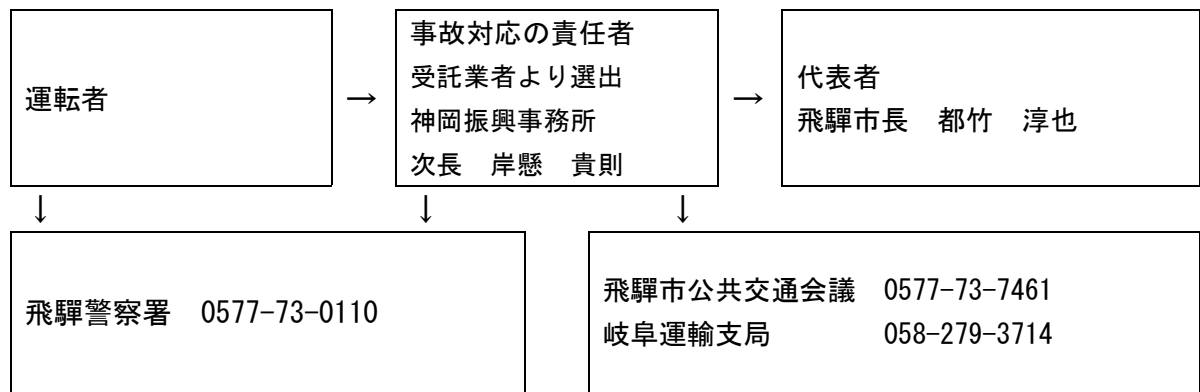 運転者
→
事故対応の責任者
受託業者より選出
神岡振興事務所
次長　岸懸　貴則
→
代表者
飛驒市長　都竹　淳也
↓　↓　↓
飛驒警察署　0577-73-0110
飛驒市公共交通会議　0577-73-7461
岐阜運輸支局　058-279-3714